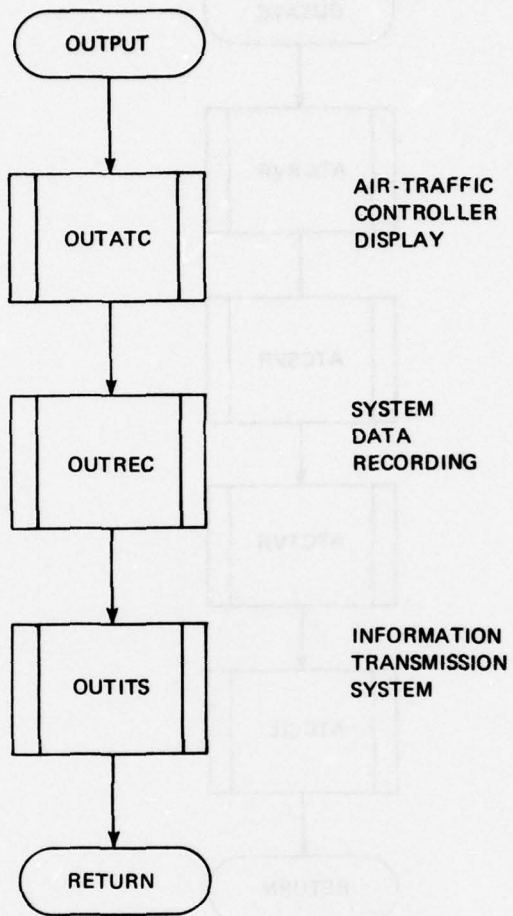 OUTPUT
OUTATC
AIR-TRAFFIC
CONTROLLER
DISPLAY
OUTREC
SYSTEM
DATA
RECORDING
OUTITS
INFORMATION
TRANSMISSION
SYSTEM
RETURN